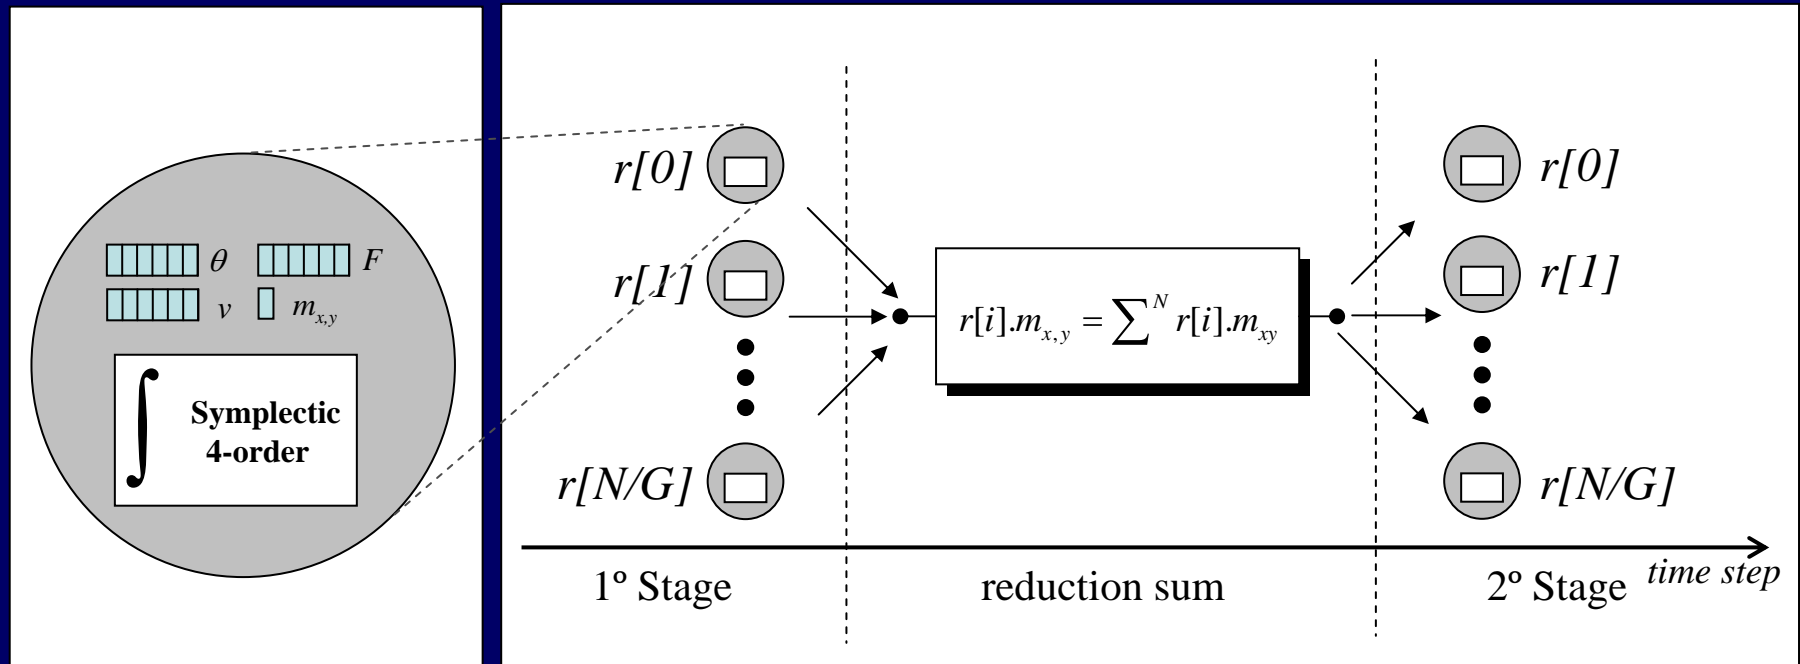 θ F
v m_{x,y}
∫ Symplectic
4-order
r[0]
r[1]
r[N/G]
r[i].m_{x,y} = ∑^N r[i].m_{xy}
r[0]
r[1]
r[N/G]
1º Stage reduction sum 2º Stage time step